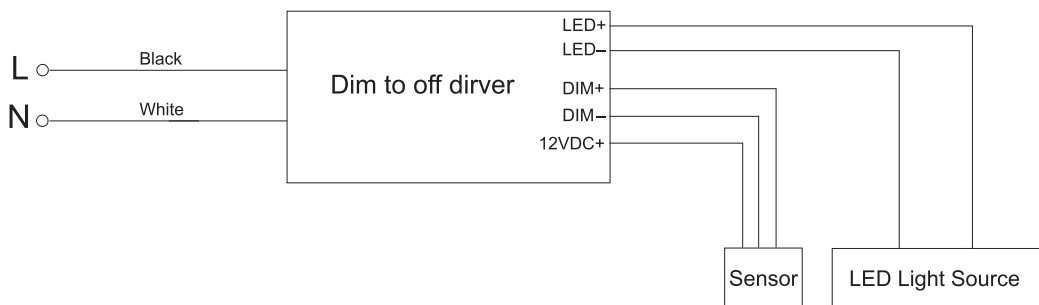 LED+
LED–
L
Black
Dim to off dirver
DIM+
N
White
DIM–
12VDC+
Sensor
LED Light Source